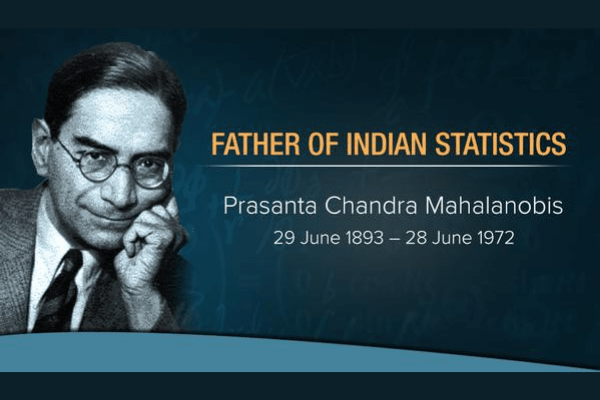 FATHER OF INDIAN STATISTICS
Prasanta Chandra Mahalanobis
29 June 1893 – 28 June 1972